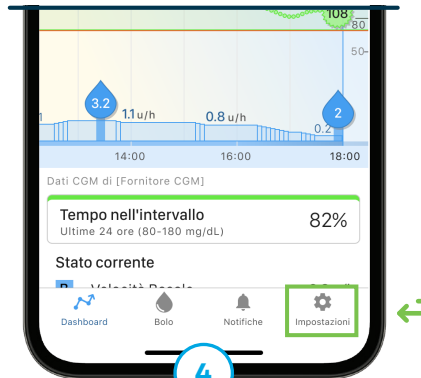 108
80
50-
3.2
1.1 u/h
0.8 u/h
0.2
2
14:00 16:00 18:00
Dati CGM di [Fornitore CGM]
Tempo nell'intervallo
82%
Ultime 24 ore (80-180 mg/dL)
Stato corrente
Dashboard Bolo Notifiche Impostazioni
4